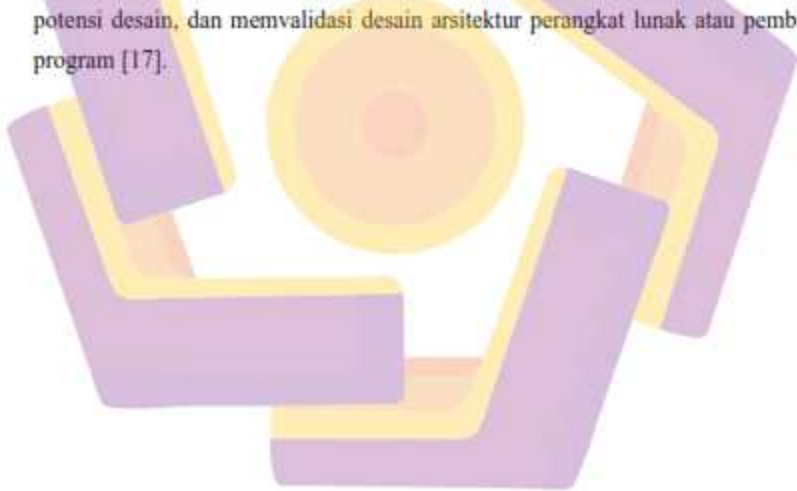 potensi desain, dan memvalidasi desain arsitektur perangkat lunak atau pemb
program [17].